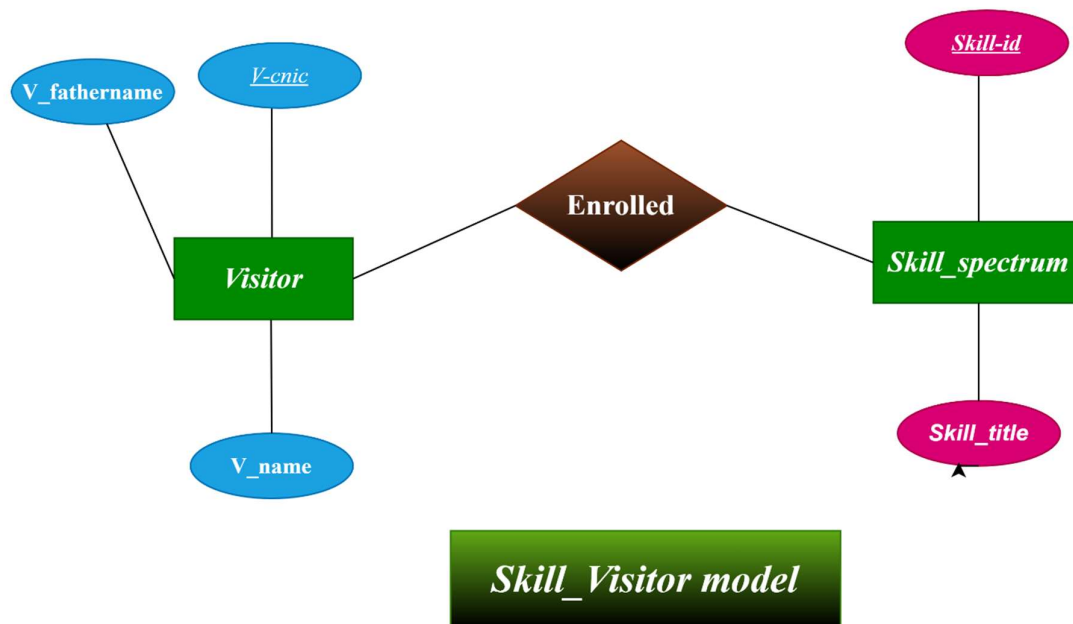 Skill-id
V-cnic
V_fathername
Enrolled
Visitor
Skill_spectrum
Skill_title
V_name
Skill_Visitor model